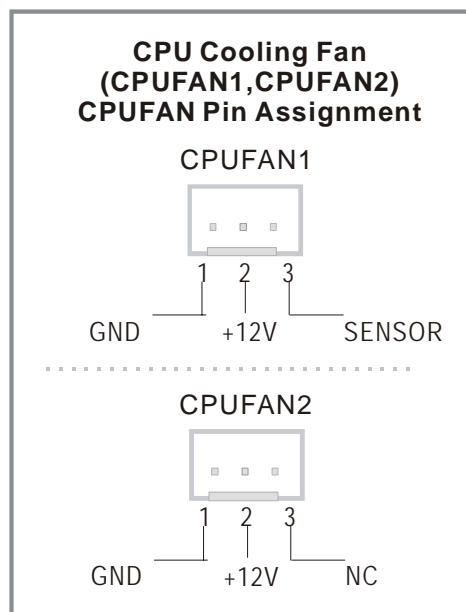 CPU Cooling Fan
(CPUFAN1,CPUFAN2)
CPUFAN Pin Assignment
CPUFAN1
1 2 3
GND +12V SENSOR
CPUFAN2
1 2 3
GND +12V NC